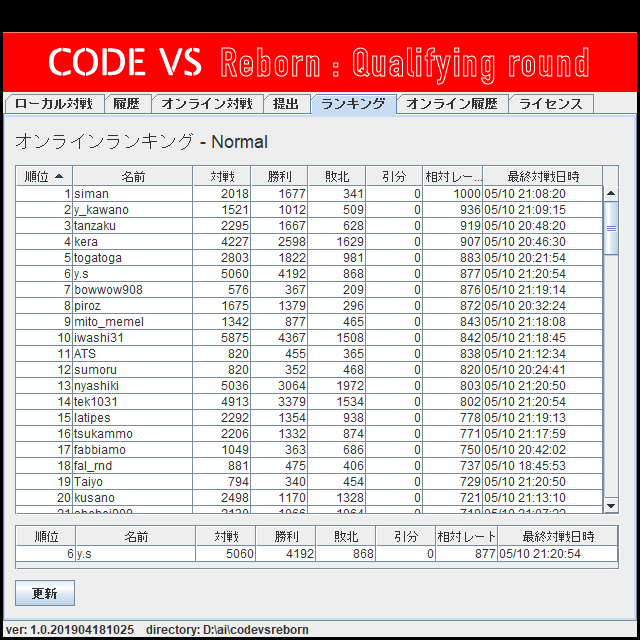 CODE VS Reborn : Qualifying round
ローカル対戦 履歴 オンライン対戦 提出 ランキング オンライン履歴 ライセンス
オンラインランキング - Normal
順位 名前 対戦 勝利 敗北 引分 相対レー... 最終対戦日時
1 siman 2018 1677 341 0 1000 05/10 21:08:20
2 y_kawano 1521 1012 509 0 936 05/10 21:09:15
3 tanzaku 2295 1667 628 0 919 05/10 20:48:20
4 kera 4227 2598 1629 0 907 05/10 20:46:30
5 togatoga 2803 1822 981 0 883 05/10 20:21:54
6 y.s 5060 4192 868 0 877 05/10 21:20:54
7 bowwow908 576 367 209 0 876 05/10 21:19:14
8 piroz 1675 1379 296 0 872 05/10 20:32:24
9 mito_memel 1342 877 465 0 843 05/10 21:18:08
10 iwashi31 5875 4367 1508 0 842 05/10 21:18:45
11 ATS 820 455 365 0 838 05/10 21:12:34
12 sumoru 820 352 468 0 820 05/10 20:24:41
13 nyashiki 5036 3064 1972 0 803 05/10 21:20:50
14 tek1031 4913 3379 1534 0 802 05/10 21:20:54
15 latipes 2292 1354 938 0 778 05/10 21:19:13
16 tsukammo 2206 1332 874 0 771 05/10 21:17:59
17 fabbiamo 1049 363 686 0 750 05/10 20:42:02
18 fal_rnd 881 475 406 0 737 05/10 18:45:53
19 Taiyo 794 340 454 0 729 05/10 21:20:50
20 kusano 2498 1170 1328 0 721 05/10 21:13:10
順位 名前 対戦 勝利 敗北 引分 相対レート 最終対戦日時
6 y.s 5060 4192 868 0 877 05/10 21:20:54
更新
ver: 1.0.201904181025 directory: D:\ai\codevsreborn